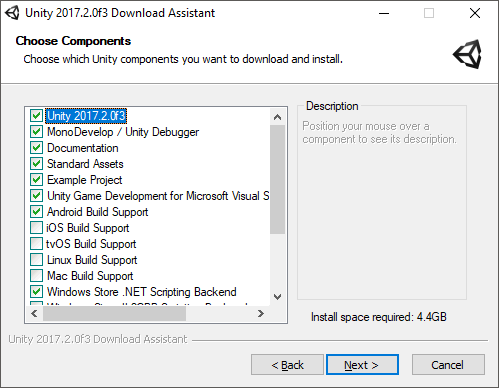 Unity 2017.2.0f3 Download Assistant
Choose Components
Choose which Unity components you want to download and install.
Unity 2017.2.0f3
MonoDevelop / Unity Debugger
Documentation
Standard Assets
Example Project
Unity Game Development for Microsoft Visual S
Android Build Support
iOS Build Support
tvOS Build Support
Linux Build Support
Mac Build Support
Windows Store .NET Scripting Backend
Description
Position your mouse over a
component to see its description.
Install space required: 4.4GB
Unity 2017.2.0f3 Download Assistant
< Back
Next >
Cancel